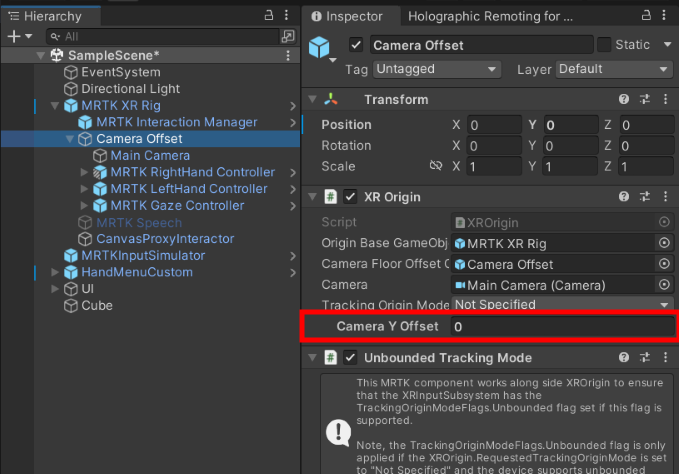 Hierarchy
All
SampleScene*
EventSystem
Directional Light
MRTK XR Rig
MRTK Interaction Manager
Camera Offset
Main Camera
MRTK RightHand Controller
MRTK LeftHand Controller
MRTK Gaze Controller
MRTK Speech
CanvasProxyInteractor
MRTKInputSimulator
HandMenuCustom
UI
Cube
Inspector Holographic Remoting for ...
Camera Offset Static
Tag Untagged Layer Default
Transform
Position X 0 Y 0 Z 0
Rotation X 0 Y 0 Z 0
Scale X 1 Y 1 Z 1
# XR Origin
Script # XROrigin
Origin Base GameObj MRTK XR Rig
Camera Floor Offset Camera Offset
Camera Main Camera (Camera)
Tracking Origin Mode Not Specified
Camera Y Offset 0
# Unbounded Tracking Mode
This MRTK component works along side XROrigin to ensure
that the XRInputSubsystem has the
TrackingOriginModeFlags.Unbounded flag set if this flag is
supported.
Note, the TrackingOriginModeFlags.Unbounded flag is only
applied if the XROrigin.RequestedTrackingOriginMode is set
to "Not Specified" and the device supports unbounded